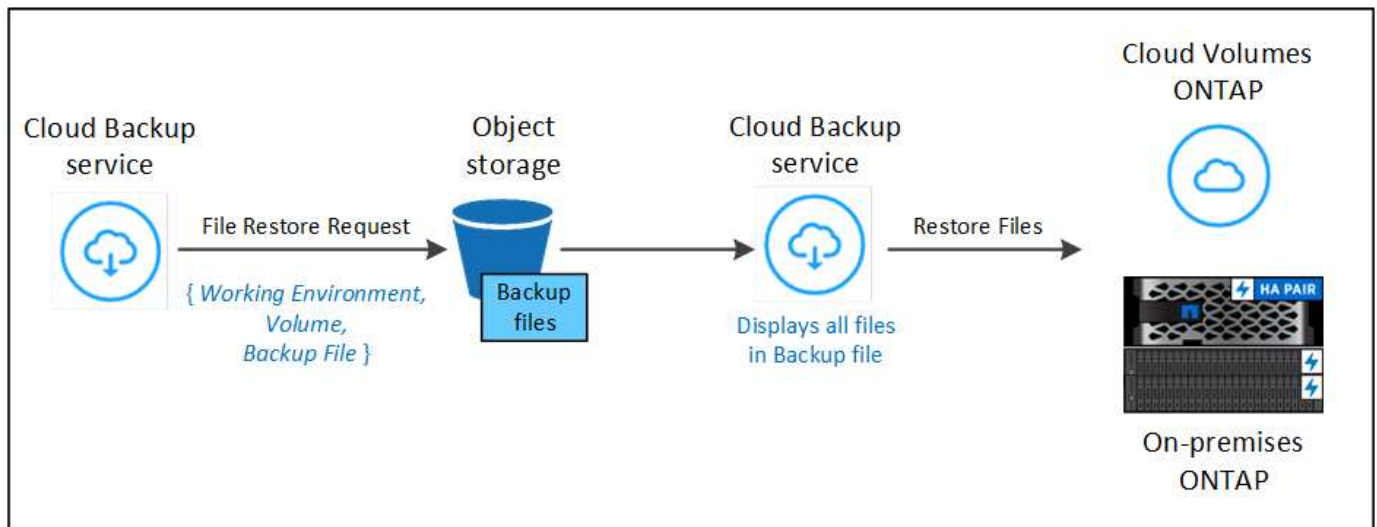 Cloud Backup
service
File Restore Request
{ Working Environment,
Volume,
Backup File }
Object
storage
Backup
files
Cloud Backup
service
Displays all files
in Backup file
Restore Files
Cloud Volumes
ONTAP
HA PAIR
On-premises
ONTAP